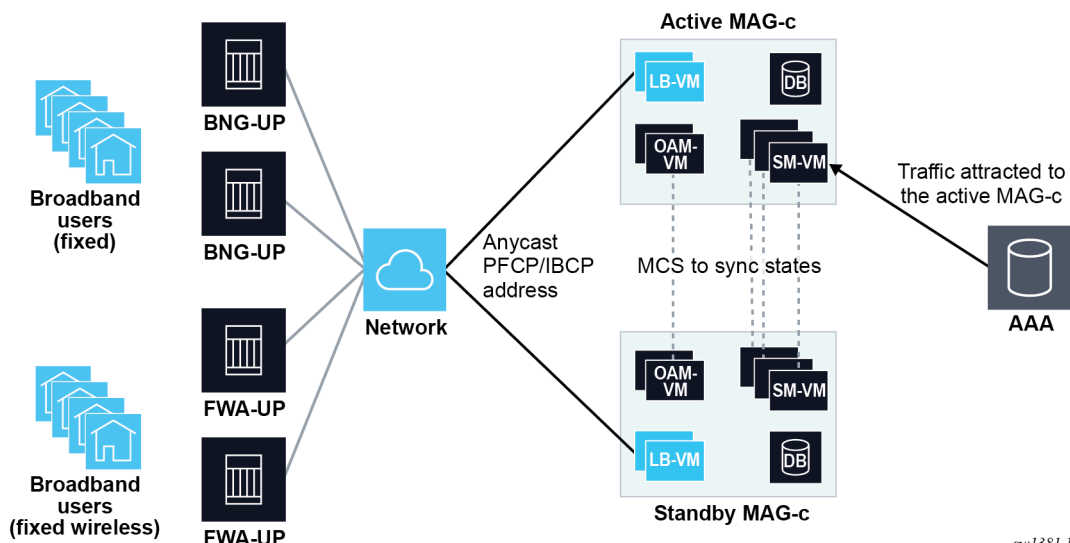 Broadband
users
(fixed)
Broadband
users
(fixed wireless)
BNG-UP
BNG-UP
FWA-UP
FWA-UP
Network
Anycast
PFCP/IBCP
address
Active MAG-c
LB-VM
DB
OAM-
VM
SM-VM
MCS to sync states
OAM-
VM
SM-VM
LB-VM
DB
Standby MAG-c
Traffic attracted to
the active MAG-c
AAA